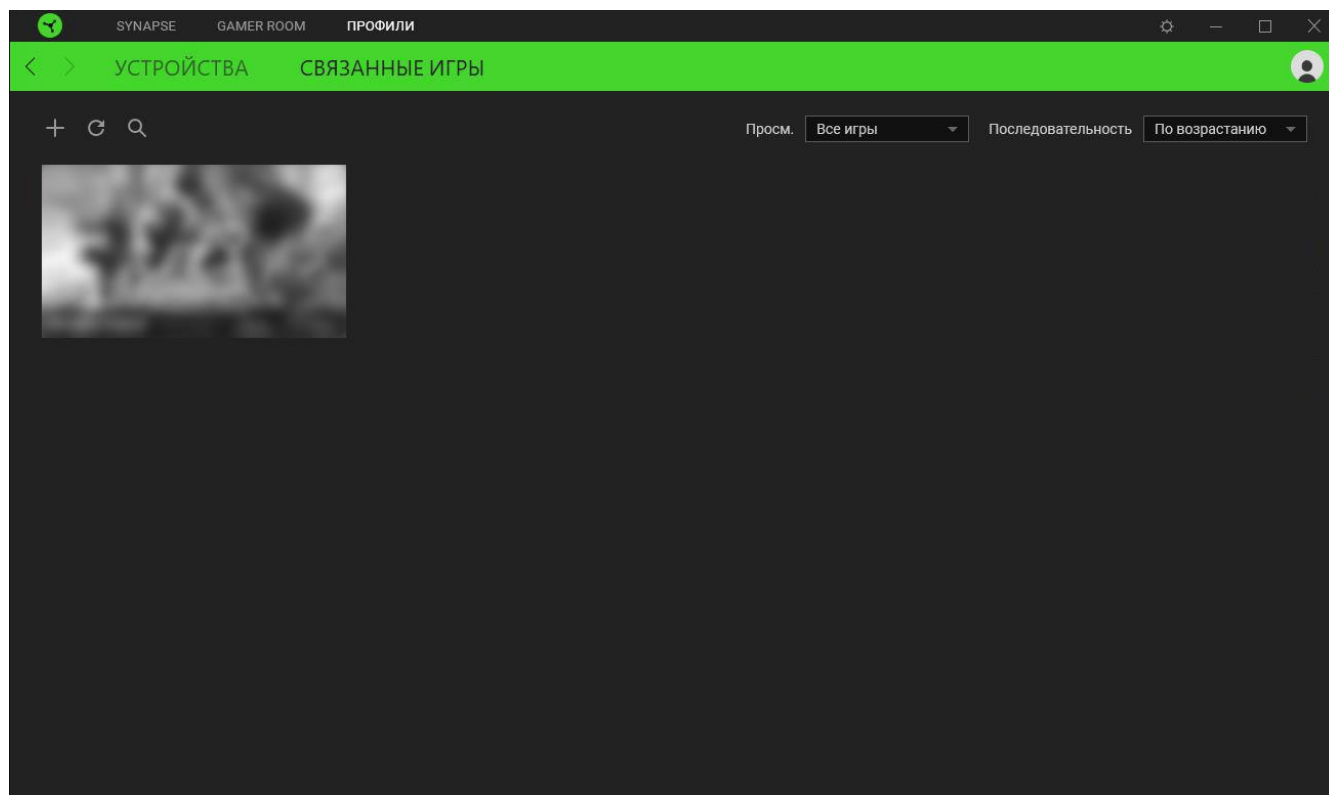 SYNAPSE GAMER ROOM ПРОФИЛИ
УСТРОЙСТВА СВЯЗАННЫЕ ИГРЫ
Просм. Все игры Последовательность По возрастанию